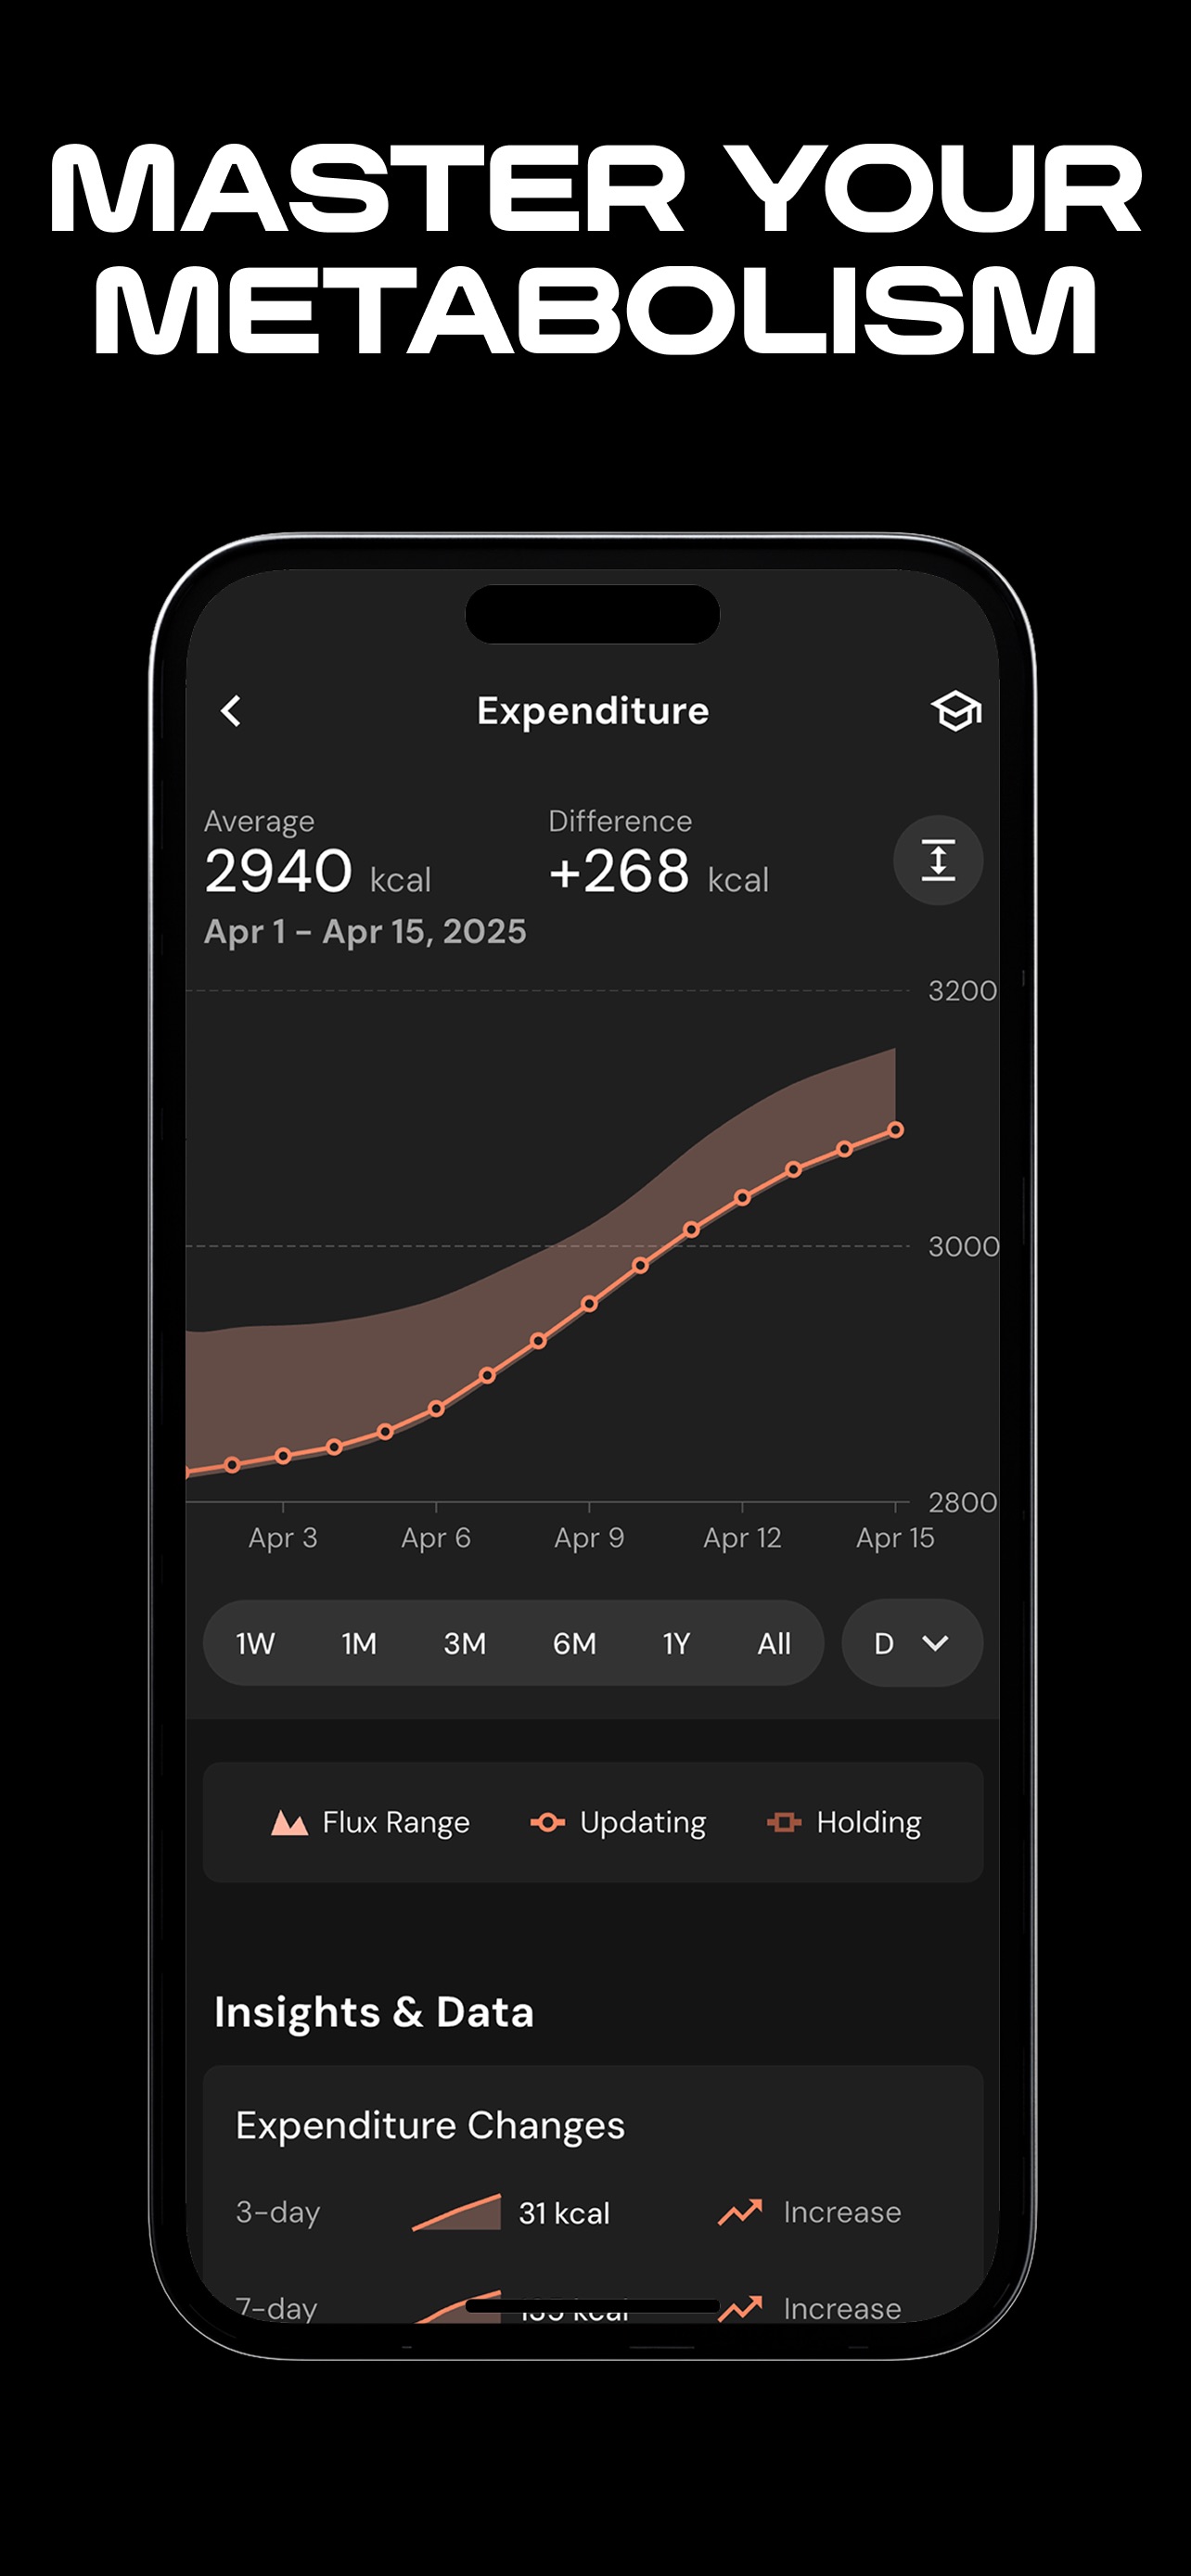 MASTER YOUR
METABOLISM
Expenditure
Average Difference
2940 kcal +268 kcal
Apr 1 – Apr 15, 2025
3200
3000
2800
Apr 3 Apr 6 Apr 9 Apr 12 Apr 15
1W 1M 3M 6M 1Y All D
Flux Range Updating Holding
Insights & Data
Expenditure Changes
3-day 31 kcal Increase
7-day kcal Increase